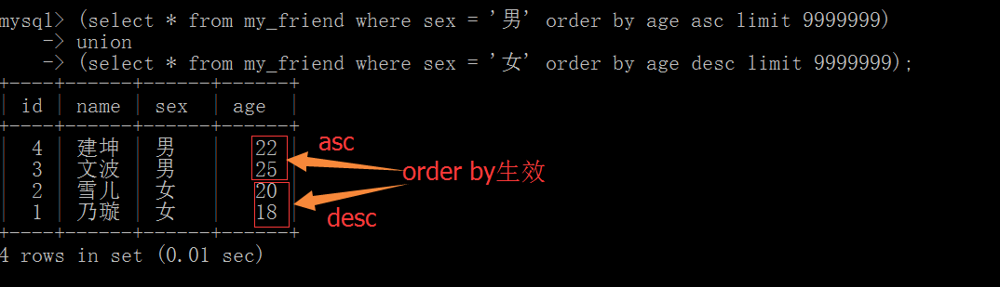 mysql> (select * from my_friend where sex = '男' order by age asc limit 9999999)
    -> union
    -> (select * from my_friend where sex = '女' order by age desc limit 9999999);
+----+------+------+------+
| id | name | sex | age |
+----+------+------+------+
| 4 | 建坤 | 男 | 22 |
| 3 | 文波 | 男 | 25 |
| 2 | 雪儿 | 女 | 20 |
| 1 | 乃璇 | 女 | 18 |
+----+------+------+------+
4 rows in set (0.01 sec)
asc
order by生效
desc